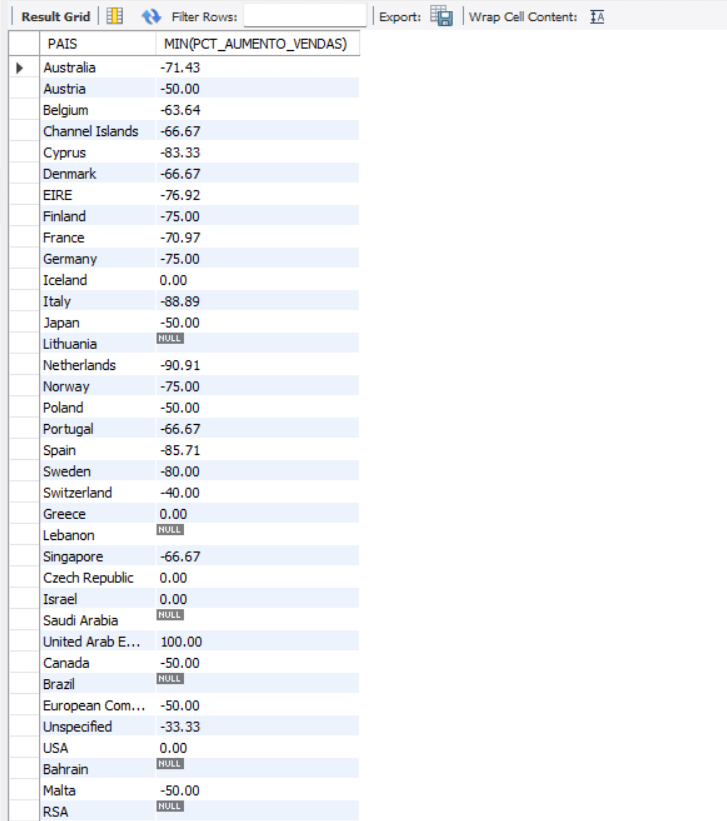 Result Grid Filter Rows: Export: Wrap Cell Content: IA
PAIS MIN(PCT_AUMENTO_VENDAS)
Australia -71.43
Austria -50.00
Belgium -63.64
Channel Islands -66.67
Cyprus -83.33
Denmark -66.67
EIRE -76.92
Finland -75.00
France -70.97
Germany -75.00
Iceland 0.00
Italy -88.89
Japan -50.00
Lithuania NULL
Netherlands -90.91
Norway -75.00
Poland -50.00
Portugal -66.67
Spain -85.71
Sweden -80.00
Switzerland -40.00
Greece 0.00
Lebanon NULL
Singapore -66.67
Czech Republic 0.00
Israel 0.00
Saudi Arabia NULL
United Arab E... 100.00
Canada -50.00
Brazil NULL
European Com... -50.00
Unspecified -33.33
USA 0.00
Bahrain NULL
Malta -50.00
RSA NULL